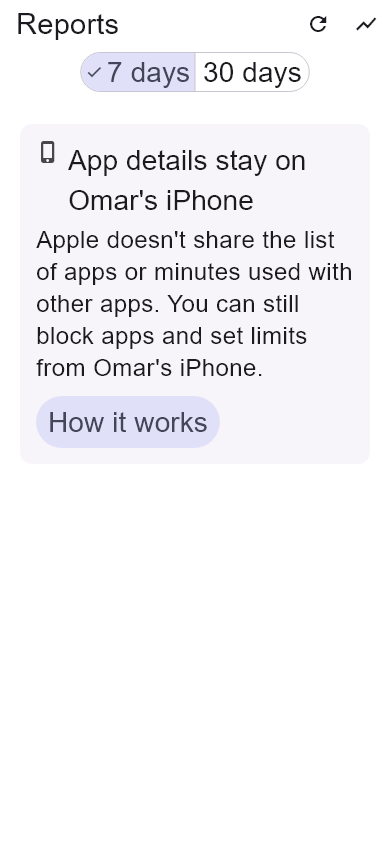 Reports
7 days 30 days
App details stay on
Omar's iPhone
Apple doesn't share the list
of apps or minutes used with
other apps. You can still
block apps and set limits
from Omar's iPhone.
How it works